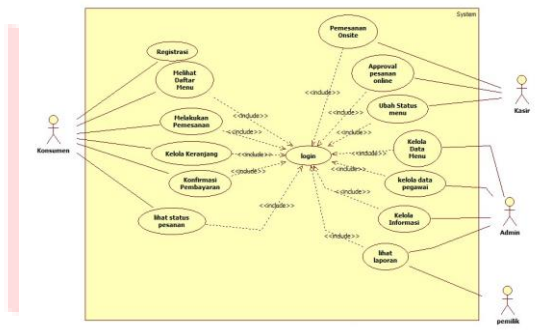 System
Pemesanan
Onsite
Registrasi
Melihat
Daftar
Menu
Approval
pesanan
online
<<include>>
<<include>>
Kasir
Ubah Status
menu
<<include>>
<<include>>
Melakukan
Pemesanan
<<include>>
<<include>>
Konsumen
Kelola
Data
Menu
Kelola Keranjang
<<include>>
login
<<include>>
Konfirmasi
Pembayaran
<<include>>
<<include>>
kelola data
pegawai
lihat status
pesanan
<<include>>
<<include>>
Kelola
Informasi
Admin
<<include>>
lihat
laporan
pemilik